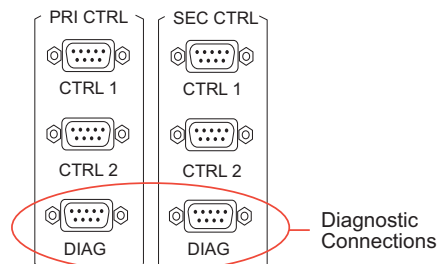 PRI CTRL
SEC CTRL
CTRL 1
CTRL 1
CTRL 2
CTRL 2
DIAG
DIAG
Diagnostic
Connections